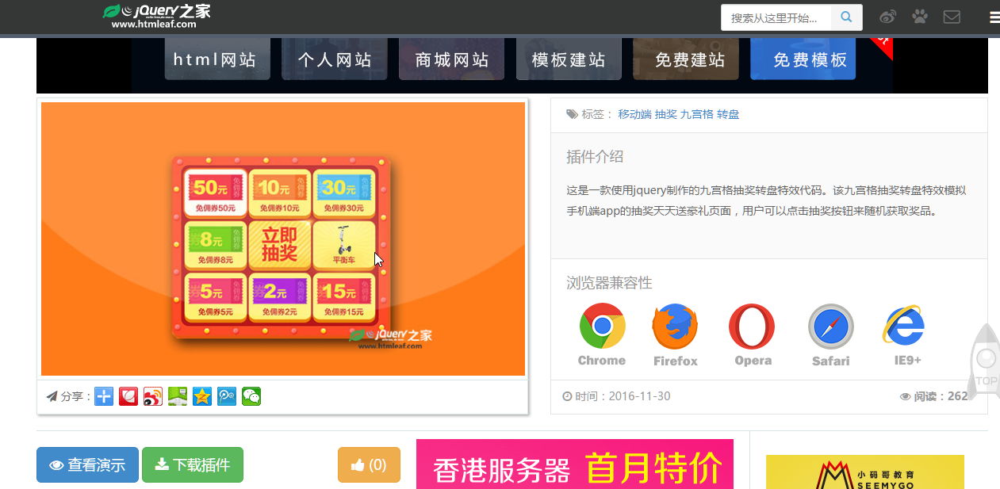 jQuery之家
www.htmleaf.com
搜索从这里开始...
html网站 个人网站 商城网站 模板建站 免费建站 免费模板
标签： 移动端 抽奖 九宫格 转盘
插件介绍
这是一款使用jquery制作的九宫格抽奖转盘特效代码。该九宫格抽奖转盘特效模拟
手机端app的抽奖天天送豪礼页面，用户可以点击抽奖按钮来随机获取奖品。
50元 免佣券
10元 免佣券
30元 免佣券
免佣券50元 免佣券10元 免佣券30元
券8元 免佣券
立即
抽奖
免佣券8元 平衡车
券5元 免佣券
券2元 免佣券
券15元 免佣券
免佣券5元 免佣券2元 免佣券15元
jQuery之家
www.htmleaf.com
浏览器兼容性
Chrome Firefox Opera Safari IE9+
分享：
时间：2016-11-30 阅读：262
TOP
查看演示 下载插件 (0)
香港服务器 首月特价
小码哥教育
SEEMYGO